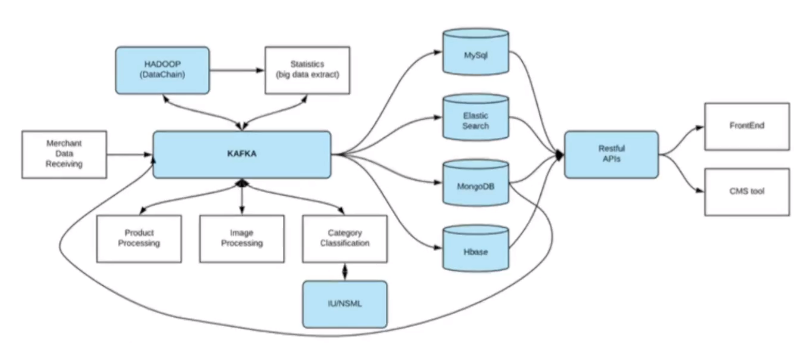 HADOOP
(DataChain)
Statistics
(big data extract)
MySql
Elastic
Search
Merchant
Data
Receiving
KAFKA
Restful
APIs
FrontEnd
MongoDB
CMS tool
Product
Processing
Image
Processing
Category
Classification
Hbase
IU/NSML